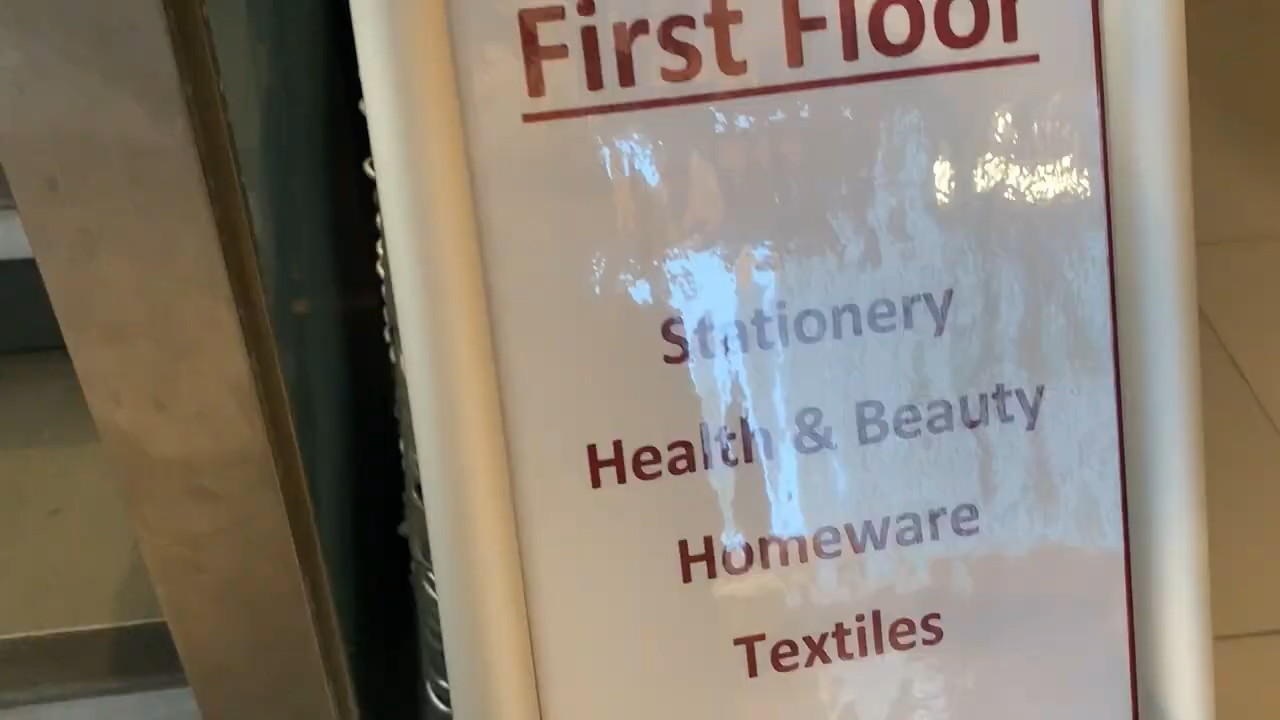 First Floor
Stationery
Health & Beauty
Homeware
Textiles